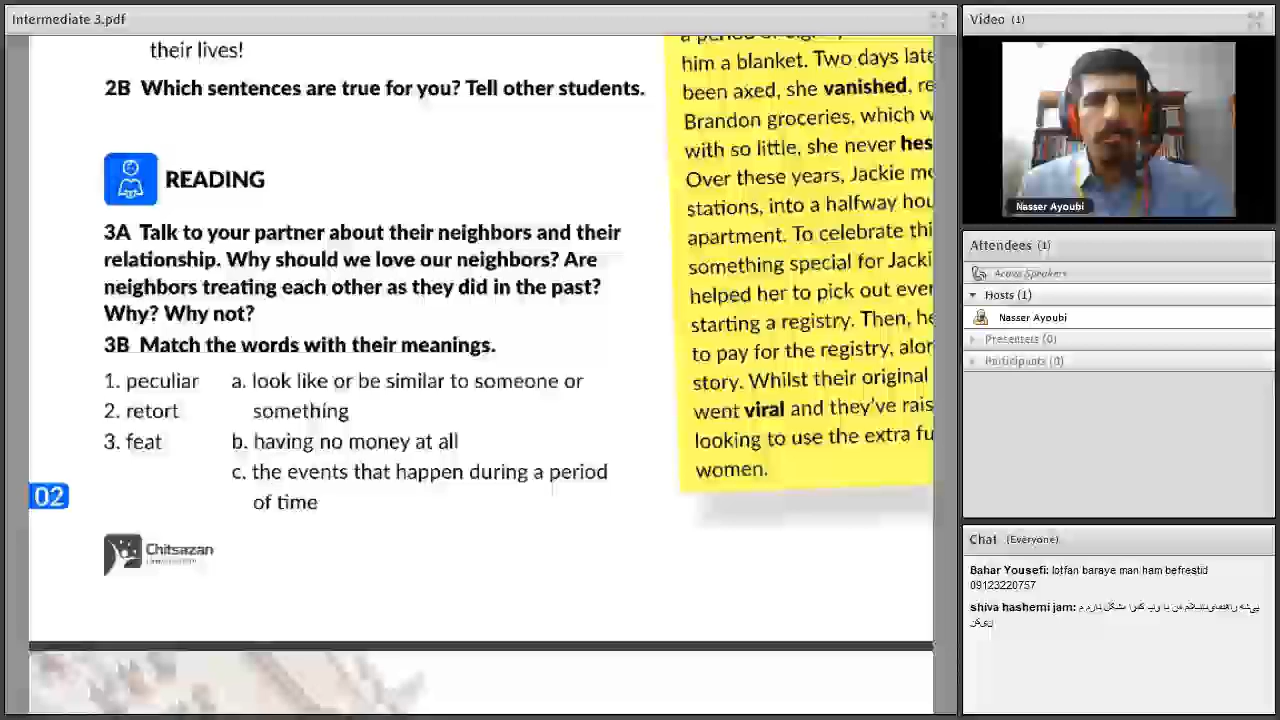 Intermediate 3.pdf
their lives!
2B Which sentences are true for you? Tell other students.
READING
3A Talk to your partner about their neighbors and their
relationship. Why should we love our neighbors? Are
neighbors treating each other as they did in the past?
Why? Why not?
3B Match the words with their meanings.
1. peculiar
2. retort
3. feat
a. look like or be similar to someone or
something
b. having no money at all
c. the events that happen during a period
of time
02
Chitsazan
a period of
him a blanket. Two days late
been axed, she vanished, re
Brandon groceries, which w
with so little, she never hes
Over these years, Jackie mo
stations, into a halfway hou
apartment. To celebrate thi
something special for Jacki
helped her to pick out ever
starting a registry. Then, he
to pay for the registry, alor
story. Whilst their original
went viral and they've rais
looking to use the extra fu
women.
Video (1)
Nasser Ayoubi
Attendees (1)
Active Speakers
Hosts (1)
Nasser Ayoubi
Presenters (0)
Participants (0)
Chat (Everyone)
Bahar Yousefi: lotfan baraye man ham befrestid
09123220757
shiva hashemi jam: